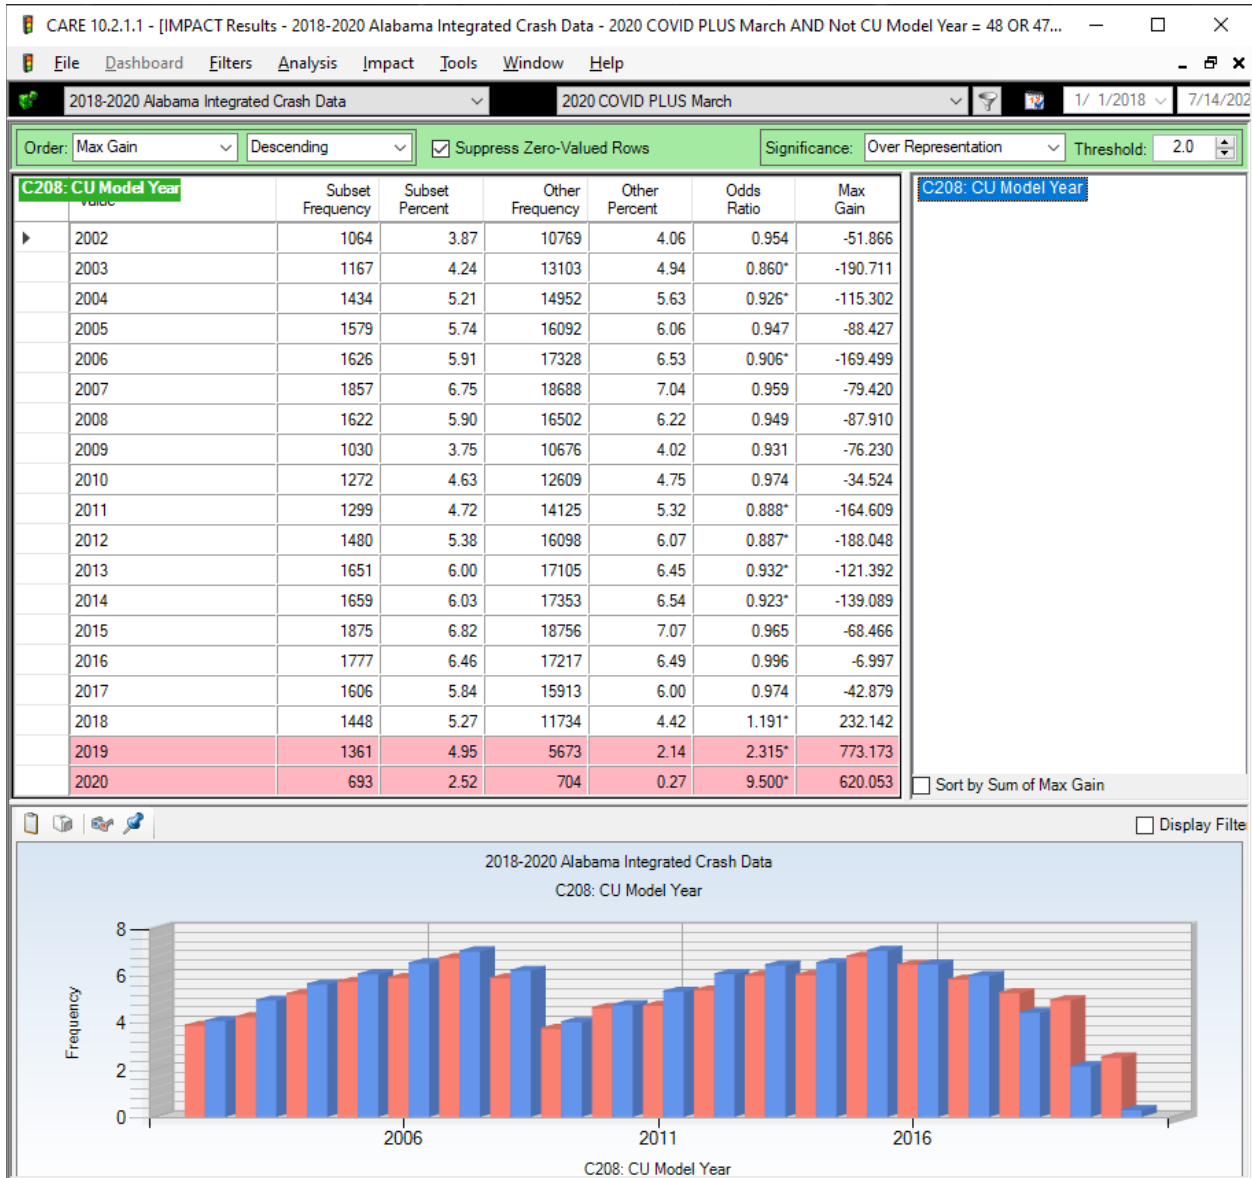 CARE 10.2.1.1 - [IMPACT Results - 2018-2020 Alabama Integrated Crash Data - 2020 COVID PLUS March AND Not CU Model Year = 48 OR 47...
File Dashboard Filters Analysis Impact Tools Window Help
2018-2020 Alabama Integrated Crash Data 2020 COVID PLUS March 1/ 1/2018 7/14/202
Order: Max Gain Descending Suppress Zero-Valued Rows Significance: Over Representation Threshold: 2.0
C208: CU Model Year Subset Frequency Subset Percent Other Frequency Other Percent Odds Ratio Max Gain C208: CU Model Year
2002 1064 3.87 10769 4.06 0.954 -51.866
2003 1167 4.24 13103 4.94 0.860* -190.711
2004 1434 5.21 14952 5.63 0.926* -115.302
2005 1579 5.74 16092 6.06 0.947 -88.427
2006 1626 5.91 17328 6.53 0.906* -169.499
2007 1857 6.75 18688 7.04 0.959 -79.420
2008 1622 5.90 16502 6.22 0.949 -87.910
2009 1030 3.75 10676 4.02 0.931 -76.230
2010 1272 4.63 12609 4.75 0.974 -34.524
2011 1299 4.72 14125 5.32 0.888* -164.609
2012 1480 5.38 16098 6.07 0.887* -188.048
2013 1651 6.00 17105 6.45 0.932* -121.392
2014 1659 6.03 17353 6.54 0.923* -139.089
2015 1875 6.82 18756 7.07 0.965 -68.466
2016 1777 6.46 17217 6.49 0.996 -6.997
2017 1606 5.84 15913 6.00 0.974 -42.879
2018 1448 5.27 11734 4.42 1.191* 232.142
2019 1361 4.95 5673 2.14 2.315* 773.173
2020 693 2.52 704 0.27 9.500* 620.053
Sort by Sum of Max Gain
Display Filte
2018-2020 Alabama Integrated Crash Data
C208: CU Model Year
8
6
4
2
0
Frequency
2006 2011 2016
C208: CU Model Year